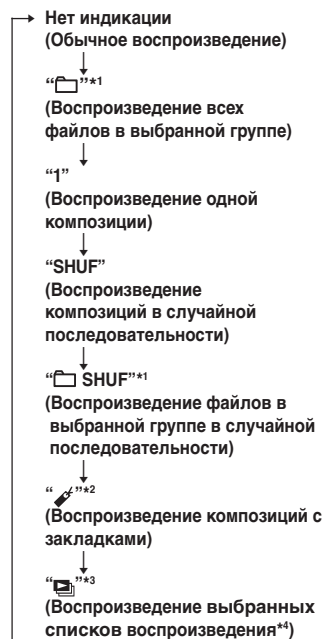 Нет индикации
(Обычное воспроизведение)
“ ”*1
(Воспроизведение всех
файлов в выбранной группе)
“1”
(Воспроизведение одной
композиции)
“SHUF”
(Воспроизведение
композиций в случайной
последовательности)
“ SHUF”*1
(Воспроизведение файлов в
выбранной группе в случайной
последовательности)
“ ”*2
(Воспроизведение композиций с
закладками)
“ ”*3
(Воспроизведение выбранных
списков воспроизведения*4)